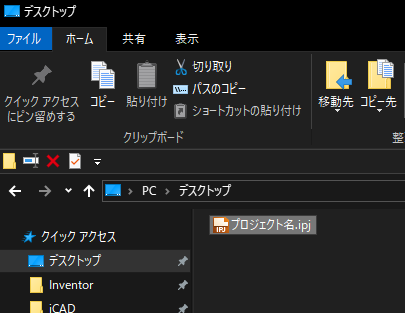 デスクトップ
ファイル ホーム 共有 表示
クイック アクセス
にピン留めする
コピー
貼り付け
切り取り
パスのコピー
ショートカットの貼り付け
移動先
コピー先
クリップボード
整
PC デスクトップ
クイック アクセス
デスクトップ
Inventor
iCAD
IPJ
プロジェクト名.ipj